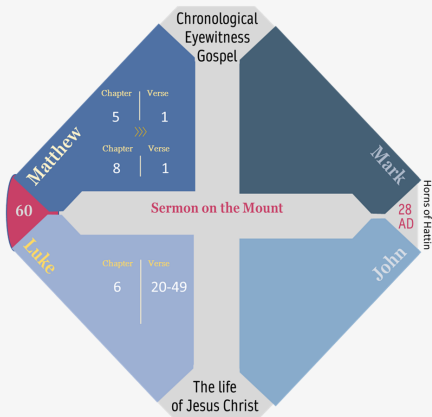 Chronological
Eyewitness
Gospel
Matthew
Chapter Verse
5 1
>>>
Chapter Verse
8 1
Mark
60
Sermon on the Mount
28
AD
Horns of Hattin
Luke
Chapter Verse
6 20-49
John
The life
of Jesus Christ